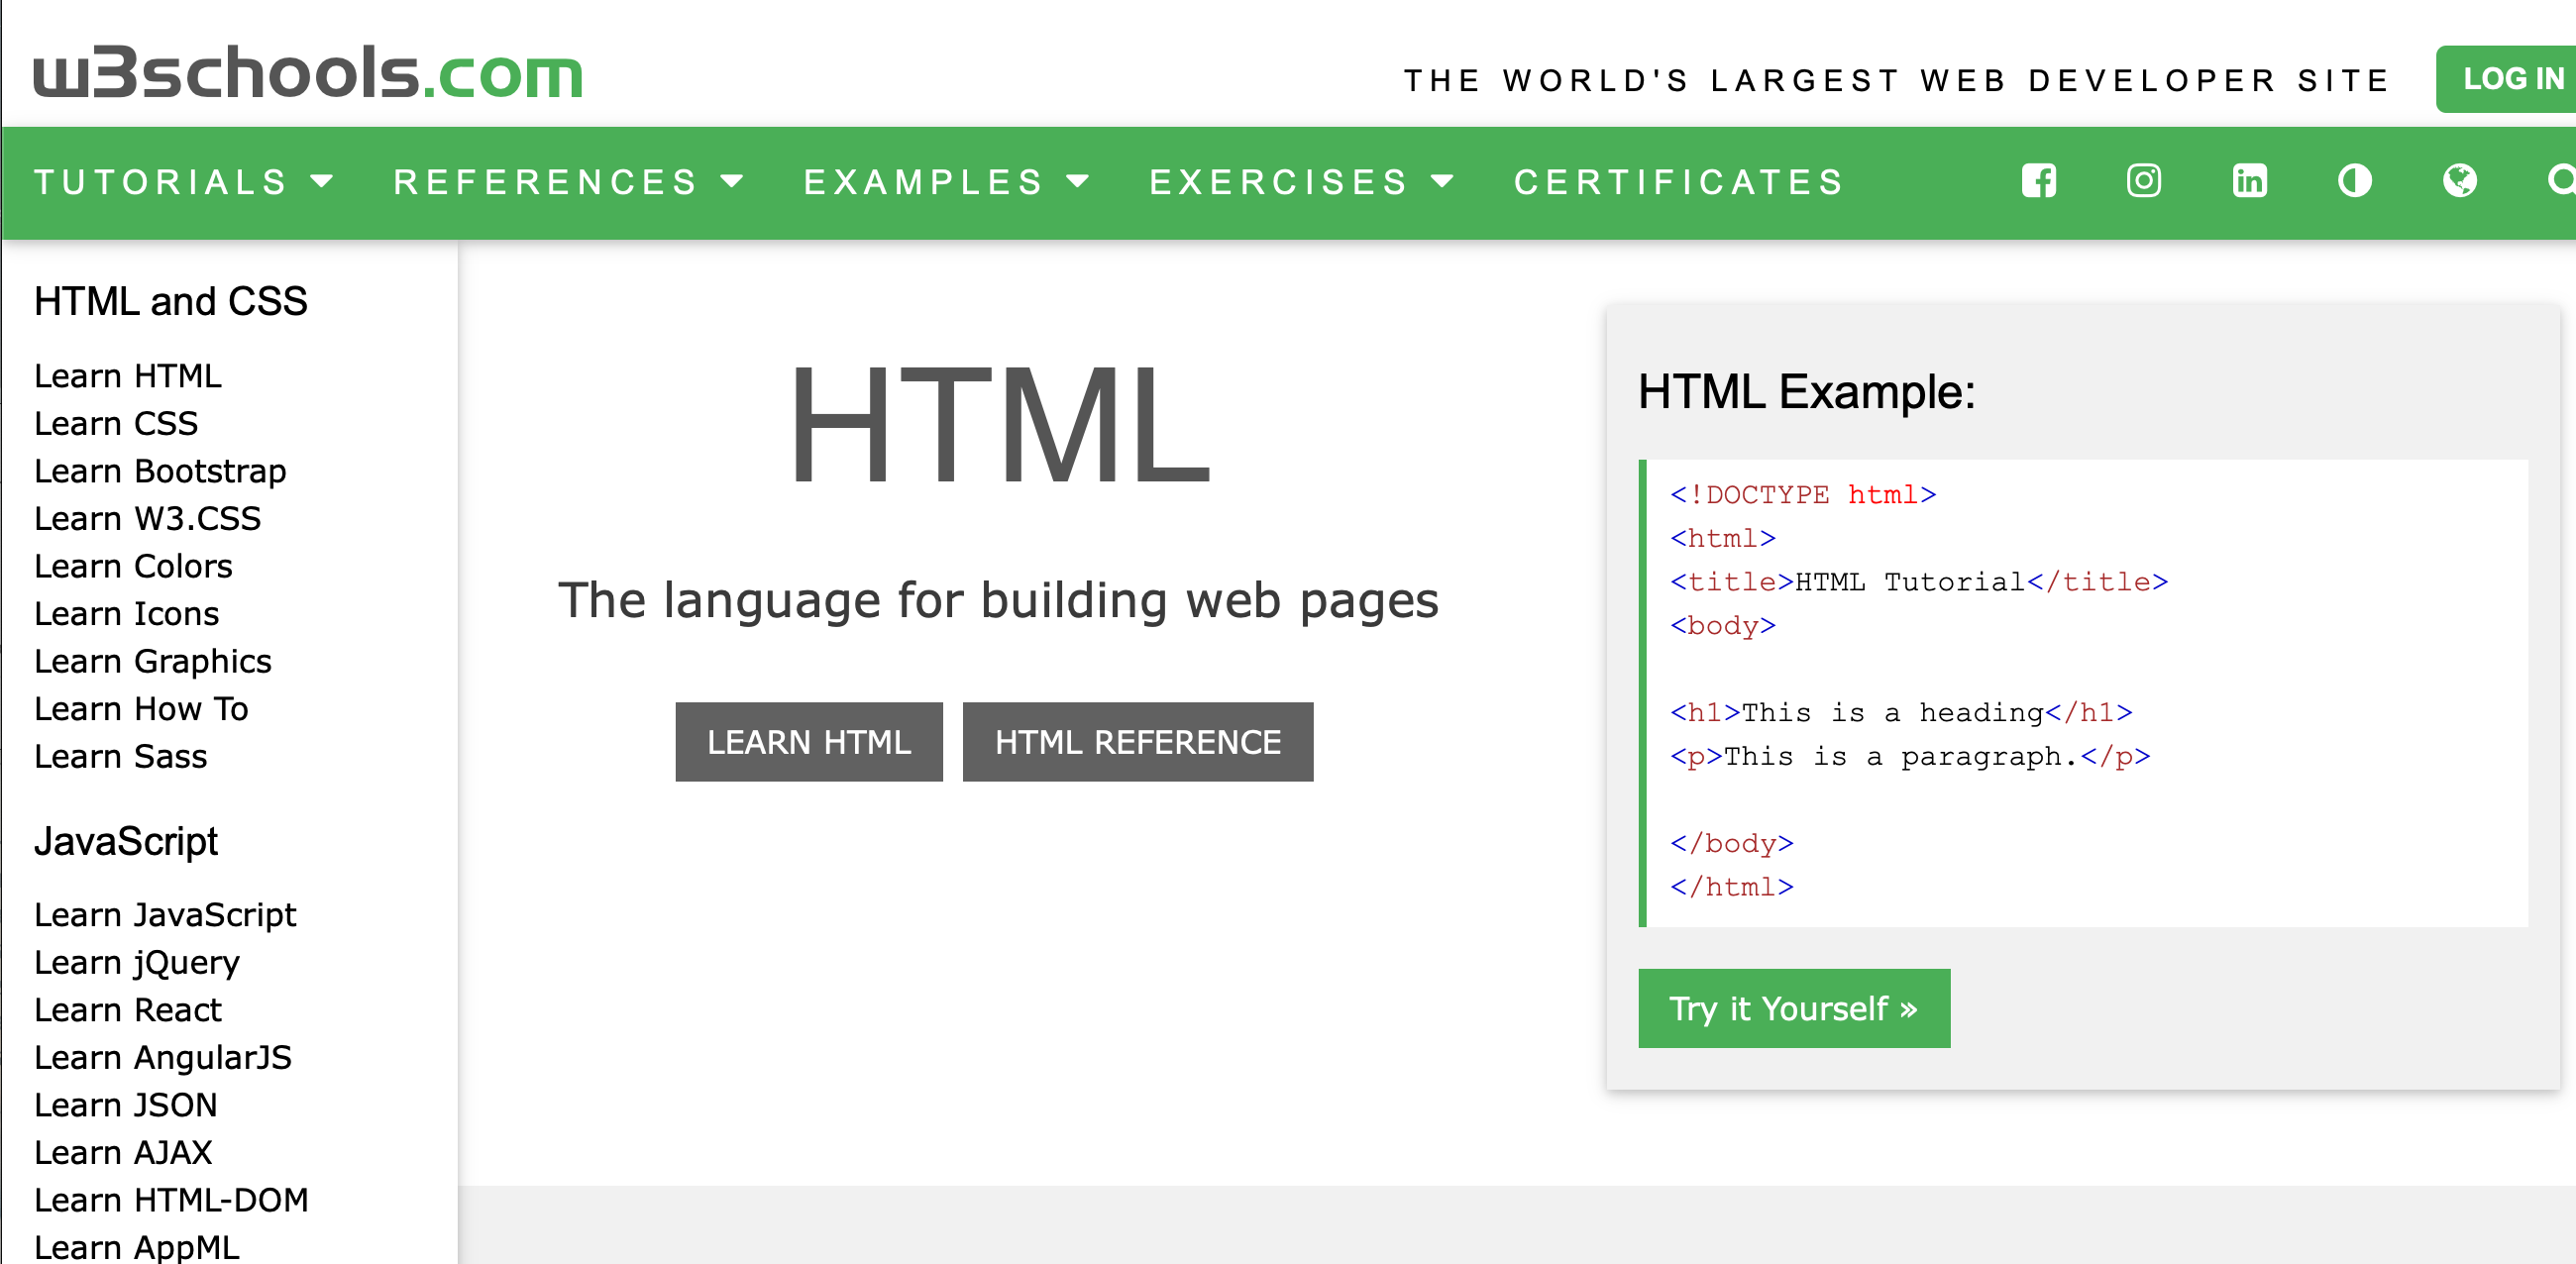 w3schools.com
THE WORLD'S LARGEST WEB DEVELOPER SITE
LOG IN
TUTORIALS
REFERENCES
EXAMPLES
EXERCISES
CERTIFICATES
HTML and CSS
Learn HTML
Learn CSS
Learn Bootstrap
Learn W3.CSS
Learn Colors
Learn Icons
Learn Graphics
Learn How To
Learn Sass
JavaScript
Learn JavaScript
Learn jQuery
Learn React
Learn AngularJS
Learn JSON
Learn AJAX
Learn HTML-DOM
Learn AppML
HTML
The language for building web pages
LEARN HTML
HTML REFERENCE
HTML Example:
<!DOCTYPE html>
<html>
<title>HTML Tutorial</title>
<body>
<h1>This is a heading</h1>
<p>This is a paragraph.</p>
</body>
</html>
Try it Yourself »